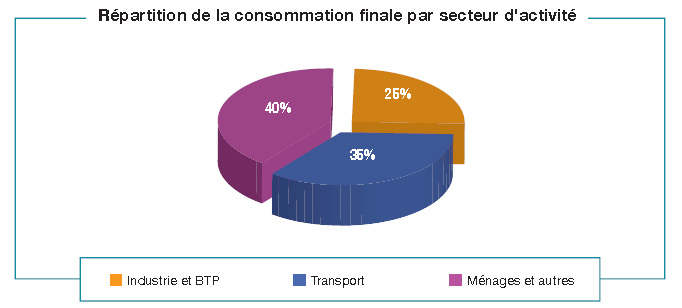 Répartition de la consommation finale par secteur d'activité
40%
25%
35%
Industrie et BTP
Transport
Ménages et autres